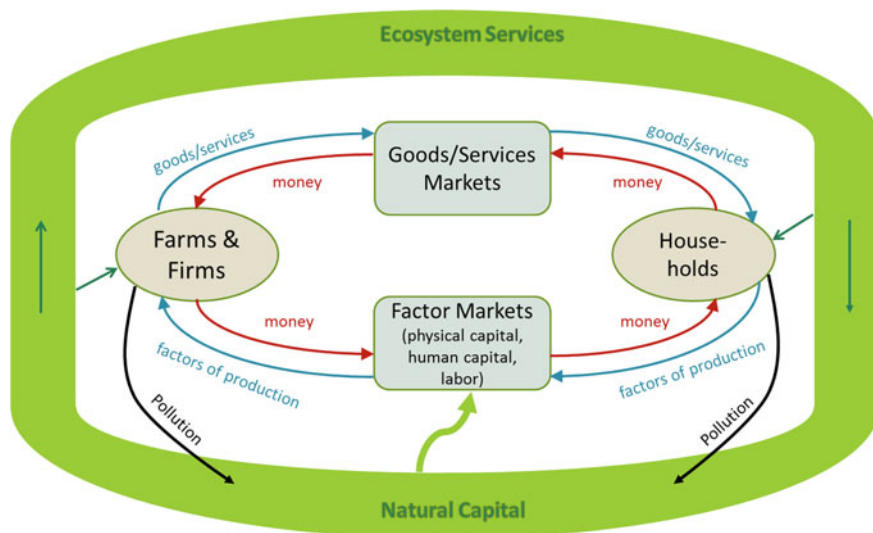 Ecosystem Services
goods/services
goods/services
Goods/Services
Markets
money
money
Farms &
Firms
House-
holds
Factor Markets
(physical capital,
human capital,
labor)
money
money
factors of production
factors of production
Pollution
Pollution
Natural Capital